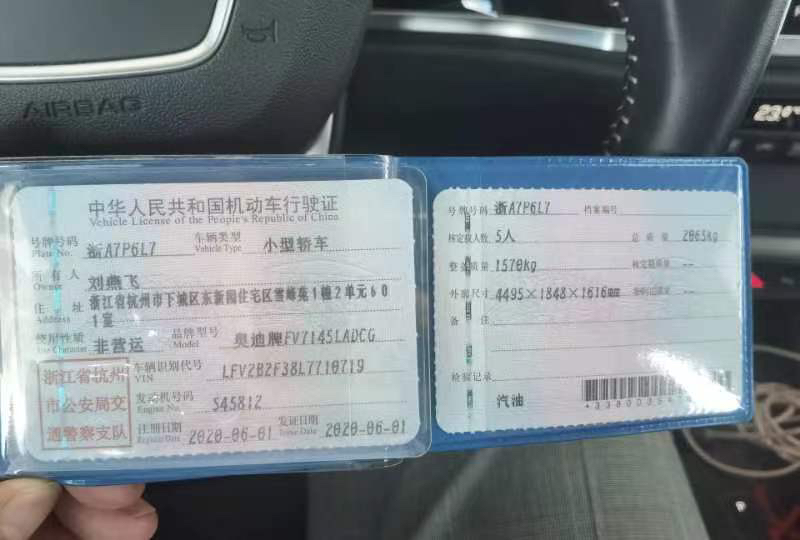 AIRBAG
23.4
中华人民共和国机动车行驶证
Vehicle License of the People's Republic of China
号牌号码 浙A7P6L7 车辆类型 小型轿车
Plate No. Vehicle Type
所有人 刘燕飞
Owner
住址 浙江省杭州市下城区东新园住宅区雪峰苑1幢2单元60
Address 1室
使用性质 非营运 品牌型号 奥迪牌FV7145LADCG
Use Character Model
浙江省杭州
市公安局交
通警察支队
车辆识别代号 LFV2B2F38L7710719
VIN
发动机号码 S45812
Engine No.
注册日期 2020-06-01 发证日期 2020-06-01
Register Date Issue Date
号牌号码 浙A7P6L7 档案编号
核定载人数 5人 总质量 2065kg
整备质量 1570kg 核定载质量 --
外廓尺寸 4495×1848×1616mm --
备注
检验记录
汽油